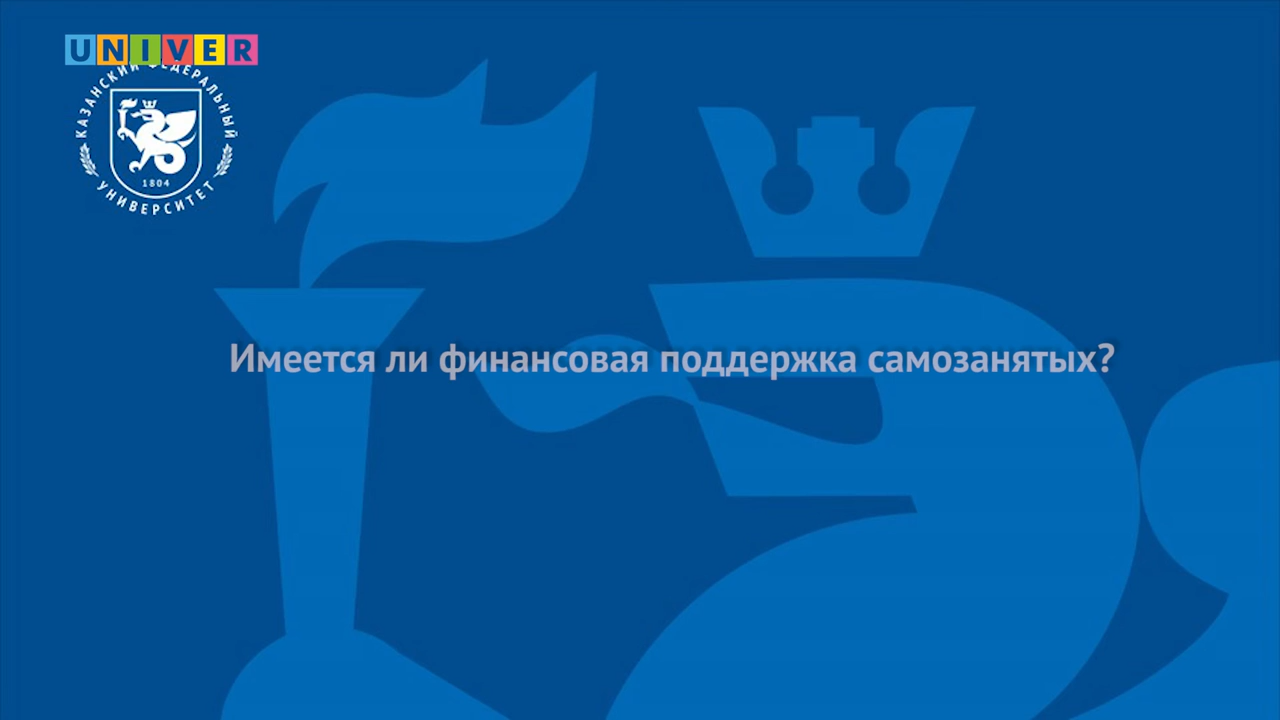 UNIVER
КАЗАНСКИЙ ФЕДЕРАЛЬНЫЙ
1804
УНИВЕРСИТЕТ
Имеется ли финансовая поддержка самозанятых?